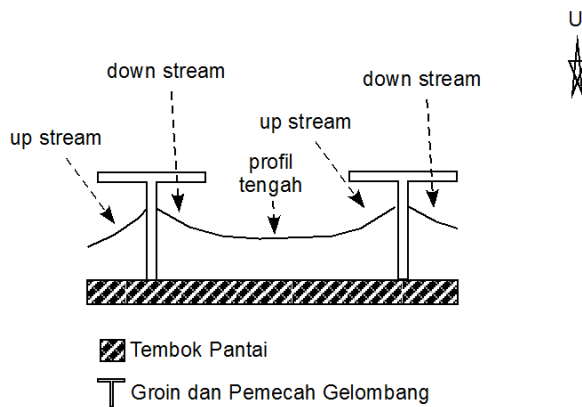 U
down stream
down stream
up stream
up stream
profil
tengah
Tembok Pantai
Groin dan Pemecah Gelombang